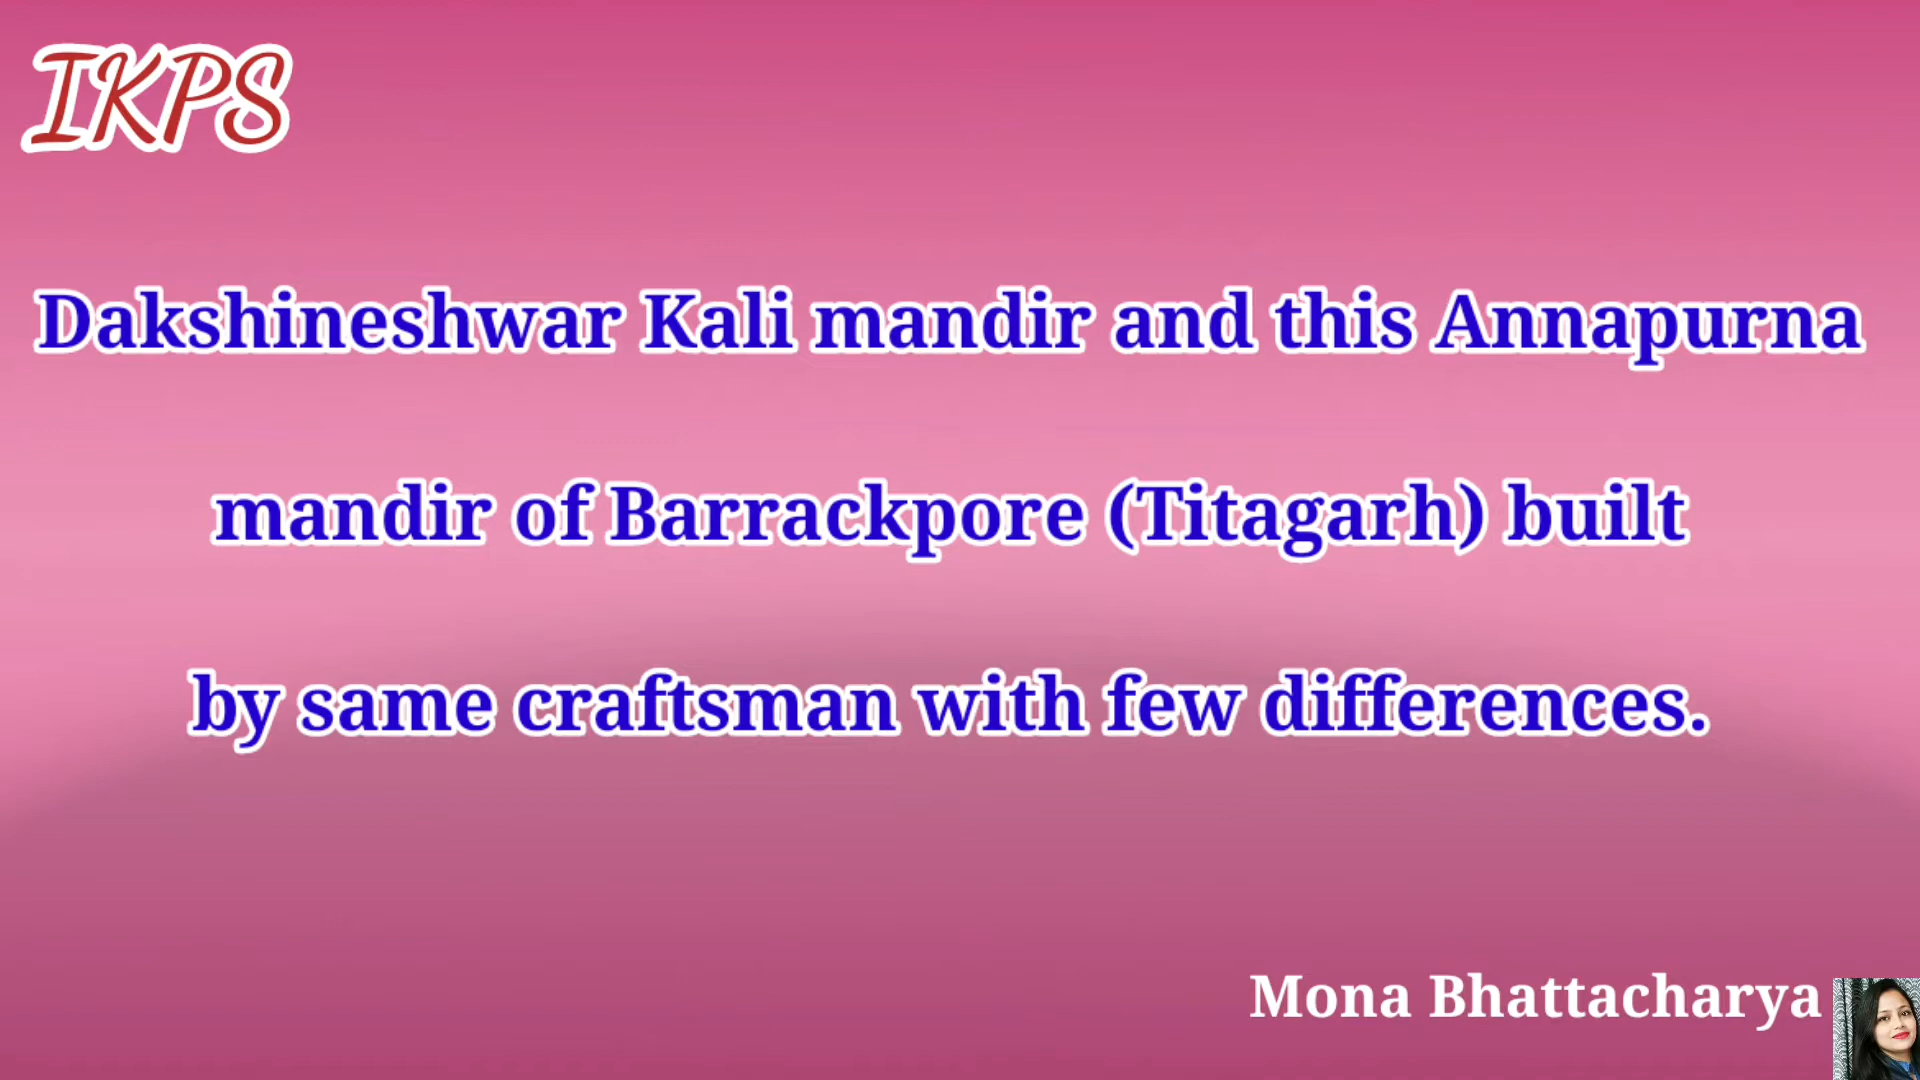 IKPS
Dakshineshwar Kali mandir and this Annapurna
mandir of Barrackpore (Titagarh) built
by same craftsman with few differences.
Mona Bhattacharya